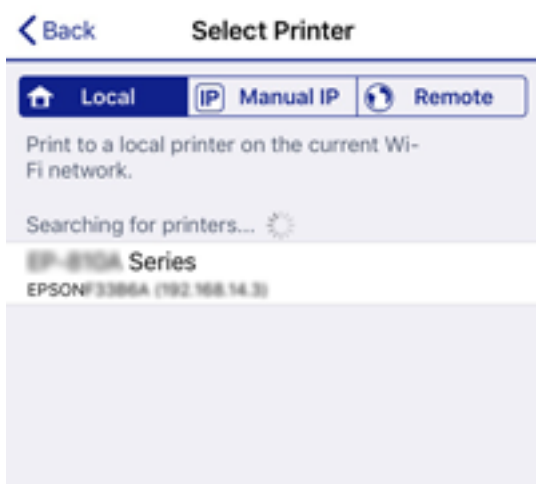 Back Select Printer
Local IP Manual IP Remote
Print to a local printer on the current Wi-
Fi network.
Searching for printers...
Series
EPSON